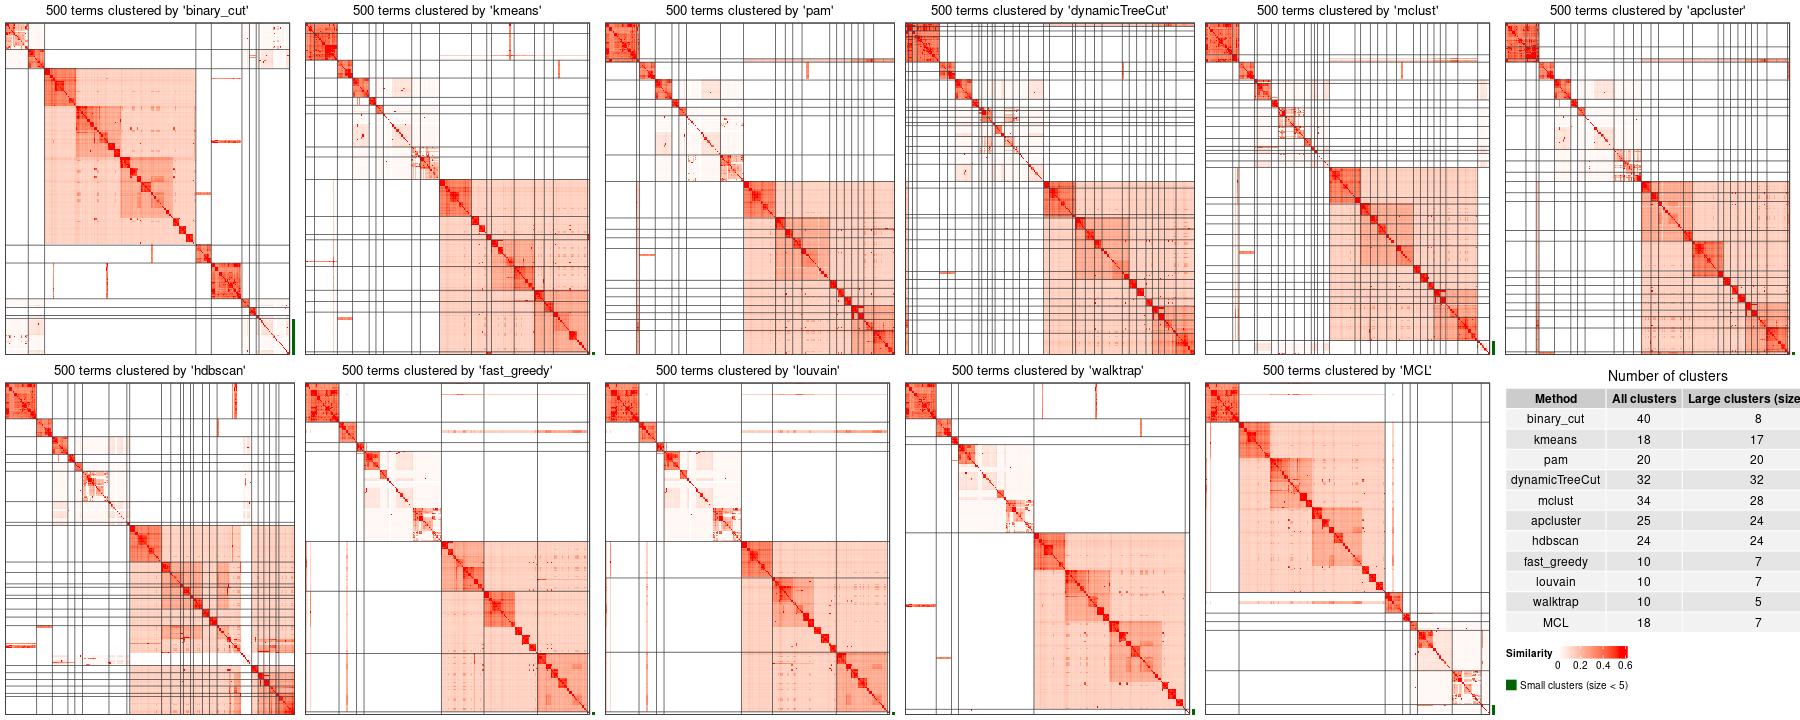 500 terms clustered by 'binary_cut'
500 terms clustered by 'kmeans'
500 terms clustered by 'pam'
500 terms clustered by 'dynamicTreeCut'
500 terms clustered by 'mclust'
500 terms clustered by 'apcluster'
500 terms clustered by 'hdbscan'
500 terms clustered by 'fast_greedy'
500 terms clustered by 'louvain'
500 terms clustered by 'walktrap'
500 terms clustered by 'MCL'
Number of clusters
Method All clusters Large clusters (size
binary_cut 40 8
kmeans 18 17
pam 20 20
dynamicTreeCut 32 32
mclust 34 28
apcluster 25 24
hdbscan 24 24
fast_greedy 10 7
louvain 10 7
walktrap 10 5
MCL 18 7
Similarity
0 0.2 0.4 0.6
Small clusters (size < 5)